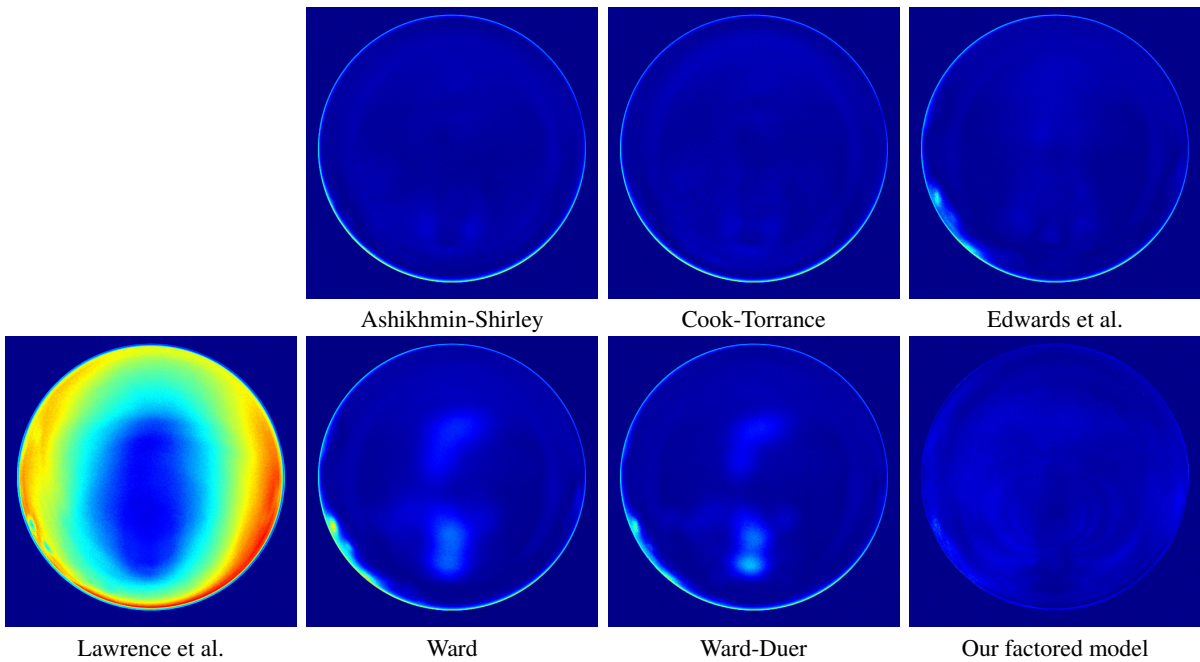 Ashikhmin-Shirley
Cook-Torrance
Edwards et al.
Lawrence et al.
Ward
Ward-Duer
Our factored model